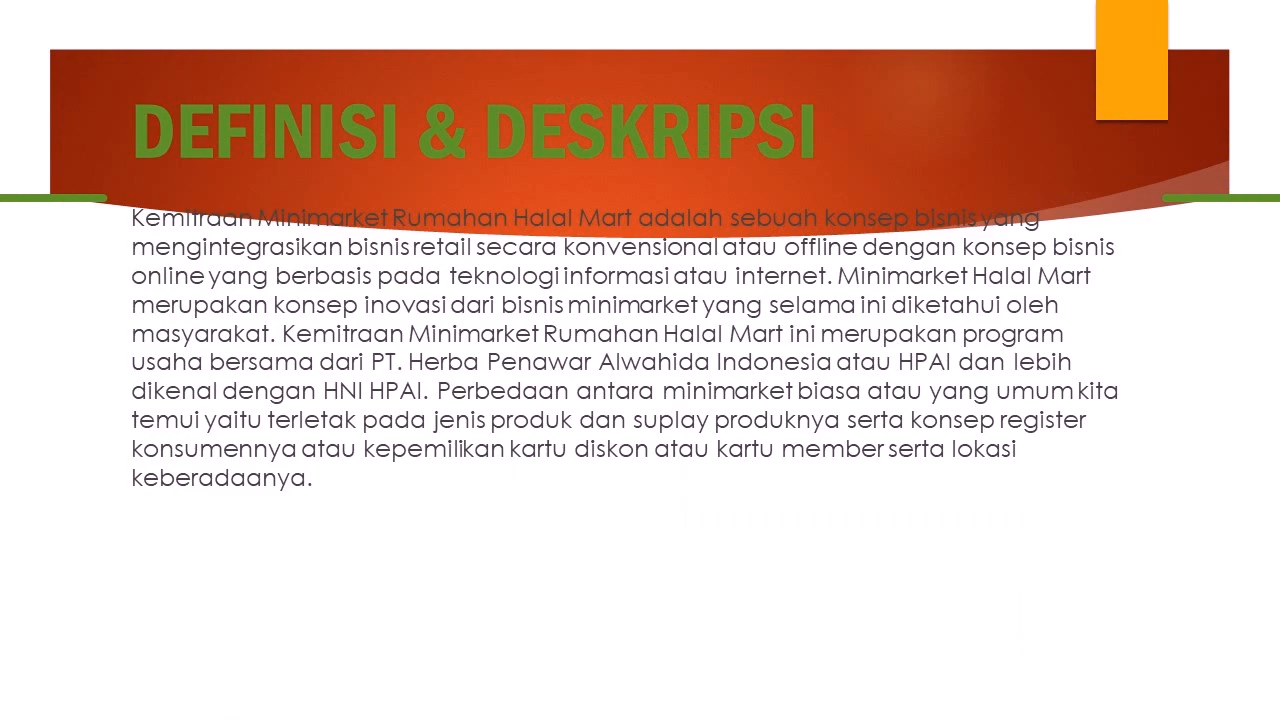 DEFINISI & DESKRIPSI
Kemitraan Minimarket Rumahan Halal Mart adalah sebuah konsep bisnis yang
mengintegrasikan bisnis retail secara konvensional atau offline dengan konsep bisnis
online yang berbasis pada teknologi informasi atau internet. Minimarket Halal Mart
merupakan konsep inovasi dari bisnis minimarket yang selama ini diketahui oleh
masyarakat. Kemitraan Minimarket Rumahan Halal Mart ini merupakan program
usaha bersama dari PT. Herba Penawar Alwahida Indonesia atau HPAI dan lebih
dikenal dengan HNI HPAI. Perbedaan antara minimarket biasa atau yang umum kita
temui yaitu terletak pada jenis produk dan suplay produknya serta konsep register
konsumennya atau kepemilikan kartu diskon atau kartu member serta lokasi
keberadaanya.